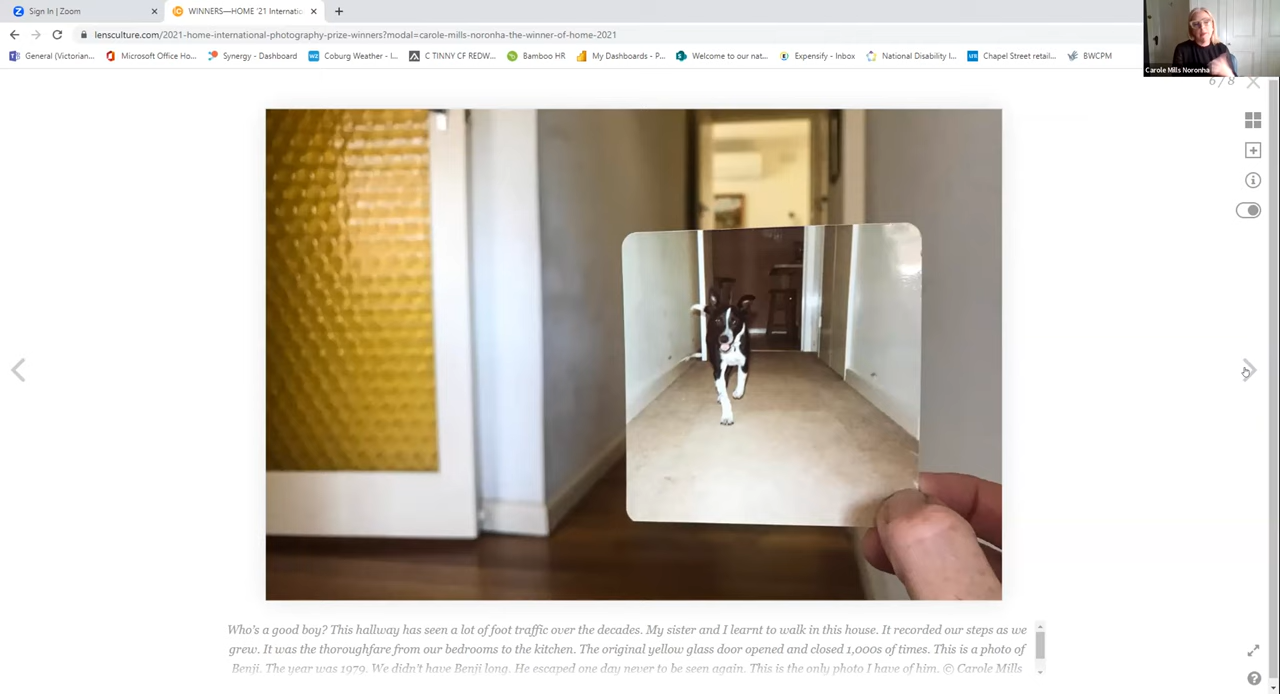 Sign In | Zoom
WINNERS—HOME '21 Internatio
lensculture.com/2021-home-international-photography-prize-winners?modal=carole-mills-noronha-the-winner-of-home-2021
General (Victorian... Microsoft Office Ho... Synergy - Dashboard Coburg Weather - I... C TINNY CF REDW... Bamboo HR My Dashboards - P... Welcome to our nat... Expensify - Inbox National Disability I... Chapel Street retail... BWCPM
Carole Mills Noronha
6 / 8
Who's a good boy? This hallway has seen a lot of foot traffic over the decades. My sister and I learnt to walk in this house. It recorded our steps as we
grew. It was the thoroughfare from our bedrooms to the kitchen. The original yellow glass door opened and closed 1,000s of times. This is a photo of
Benji. The year was 1979. We didn't have Benji long. He escaped one day never to be seen again. This is the only photo I have of him. © Carole Mills